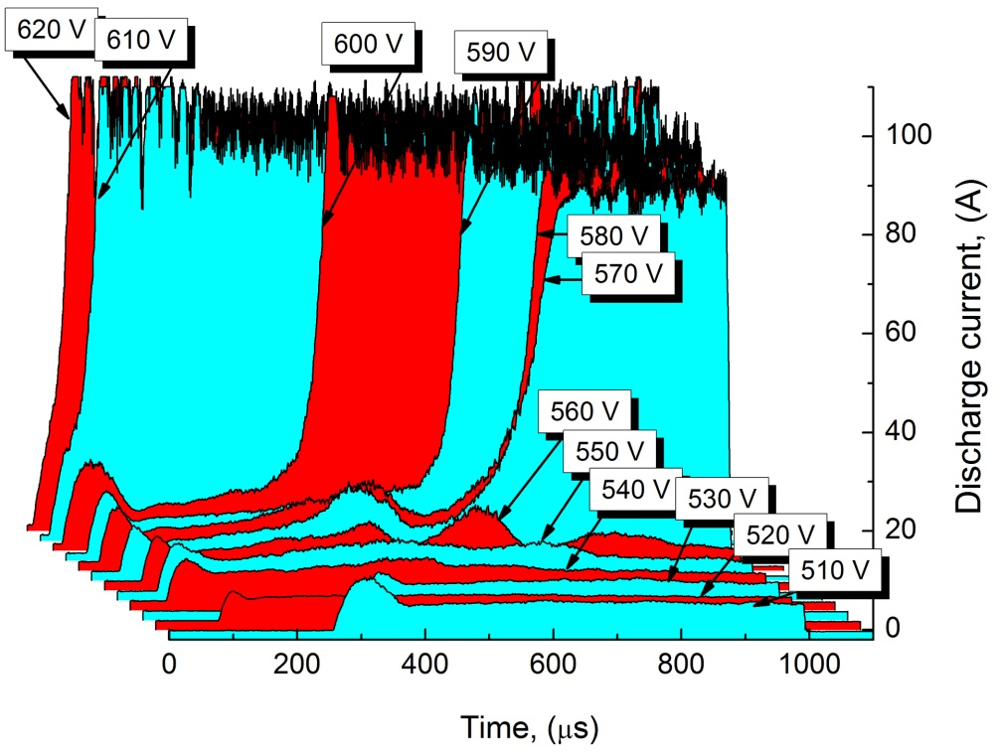 620 V
610 V
600 V
590 V
580 V
570 V
560 V
550 V
540 V
530 V
520 V
510 V
100
80
60
40
20
0
Discharge current, (A)
0
200
400
600
800
1000
Time, (μs)